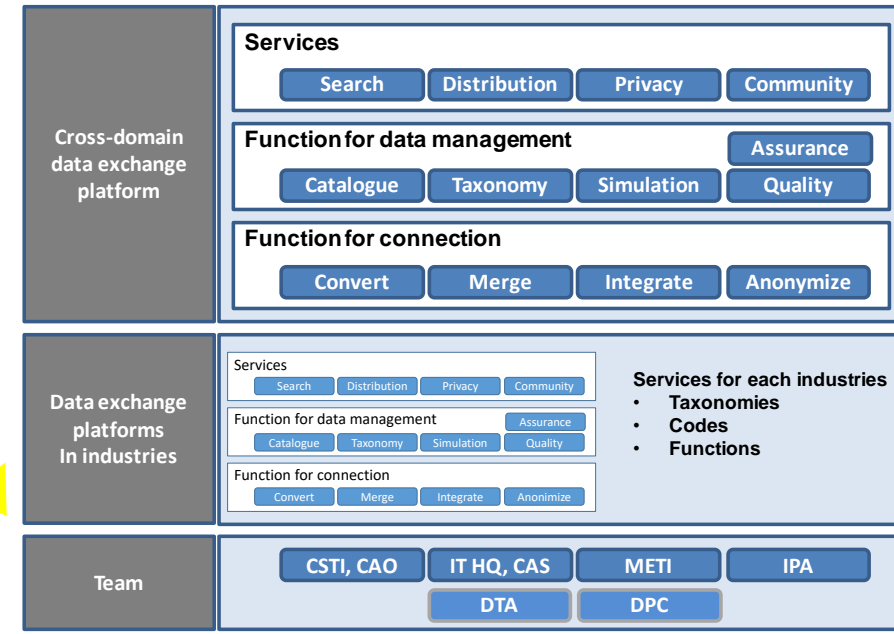 Cross-domain
data exchange
platform
Services
Search Distribution Privacy Community
Function for data management
Assurance
Catalogue Taxonomy Simulation Quality
Function for connection
Convert Merge Integrate Anonymize
Data exchange
platforms
In industries
Services
Search Distribution Privacy Community
Function for data management
Assurance
Catalogue Taxonomy Simulation Quality
Function for connection
Convert Merge Integrate Anonimize
Services for each industries
• Taxonomies
• Codes
• Functions
Team
CSTI, CAO IT HQ, CAS METI IPA
DTA DPC